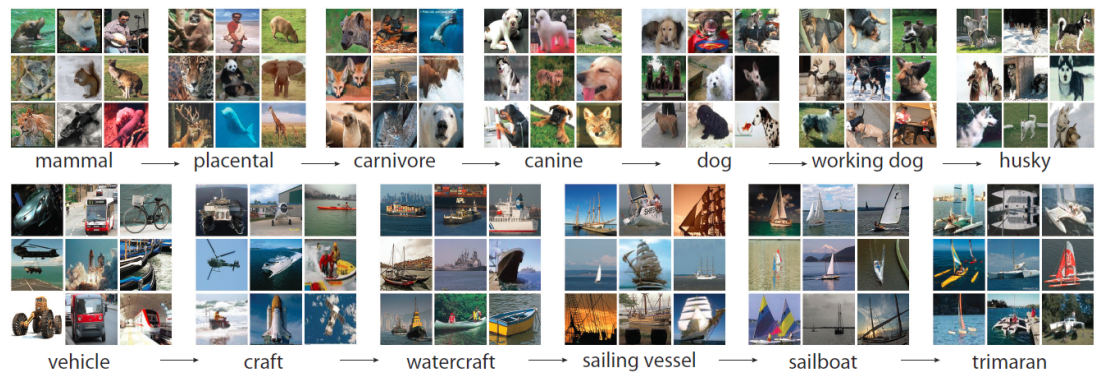 mammal → placental → carnivore → canine → dog → working dog → husky
vehicle → craft → watercraft → sailing vessel → sailboat → trimaran